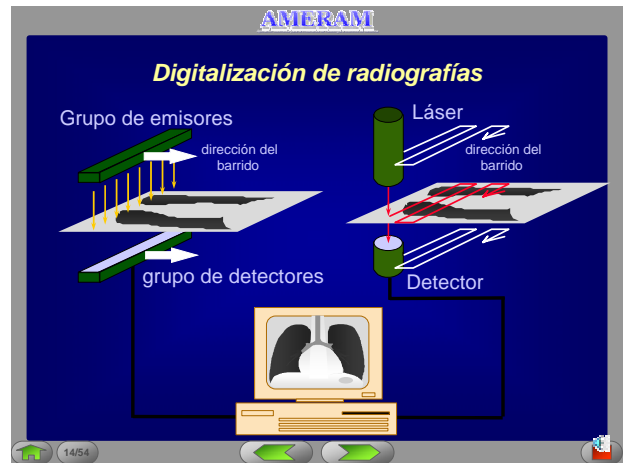 AMERAM
Digitalización de radiografías
Grupo de emisores
dirección del
barrido
grupo de detectores
Láser
dirección del
barrido
Detector
14/54